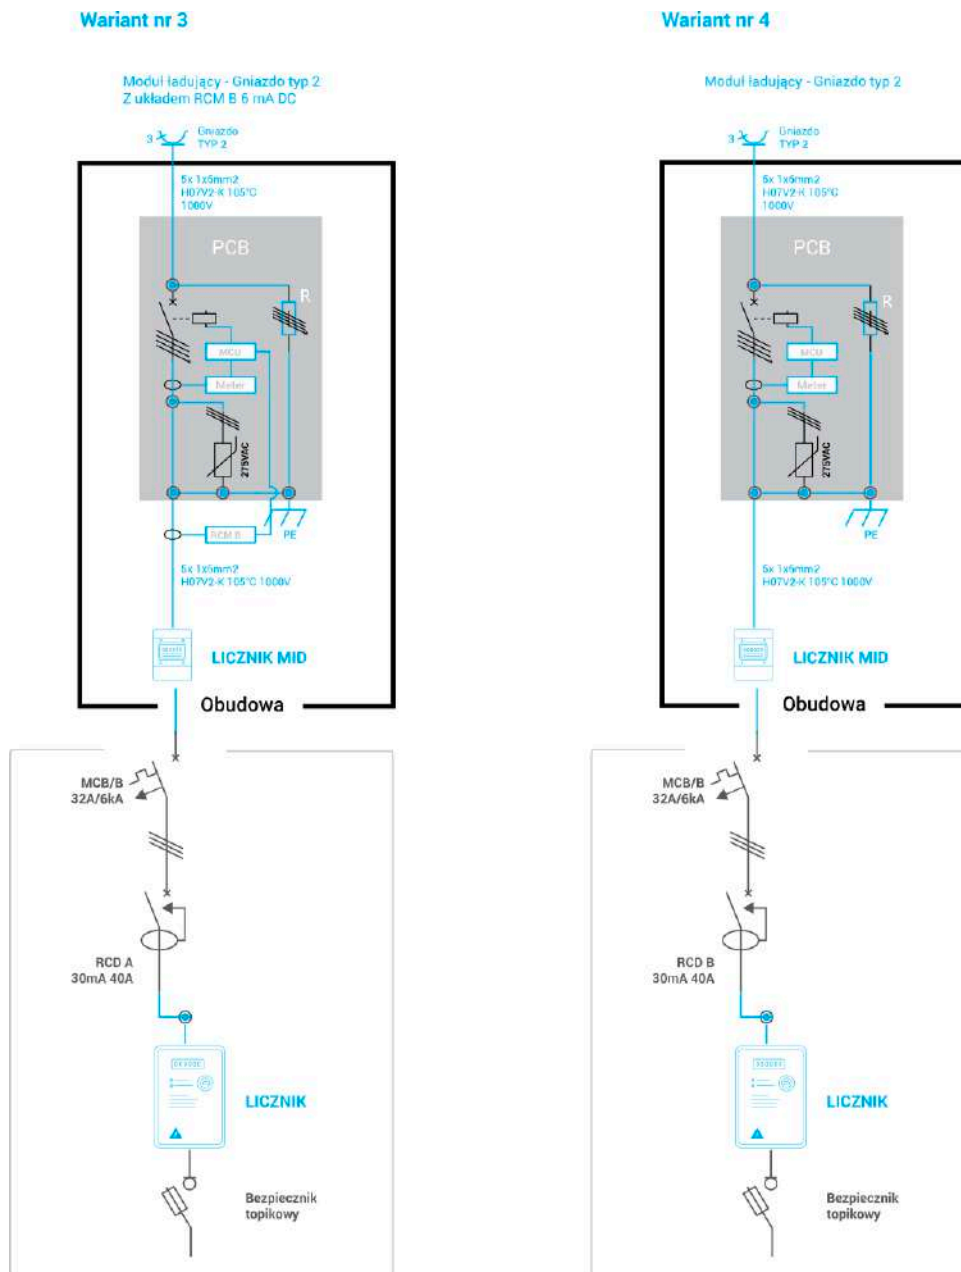 Wariant nr 3
Moduł ładujący - Gniazdo typ 2
Z układem RCM B 6 mA DC
3
Gniazdo
TYP 2
5x 1x6mm2
H07V2-K 105°C
1000V
PCB
R
MCU
Meter
275VAC
RCM B
PE
5x 1x6mm2
H07V2-K 105°C 1000V
LICZNIK MID
Obudowa
MCB/B
32A/6kA
RCD A
30mA 40A
LICZNIK
Bezpiecznik
topikowy
Wariant nr 4
Moduł ładujący - Gniazdo typ 2
3
Gniazdo
TYP 2
5x 1x6mm2
H07V2-K 105°C
1000V
PCB
R
MCU
Meter
275VAC
PE
5x 1x6mm2
H07V2-K 105°C 1000V
LICZNIK MID
Obudowa
MCB/B
32A/6kA
RCD B
30mA 40A
LICZNIK
Bezpiecznik
topikowy